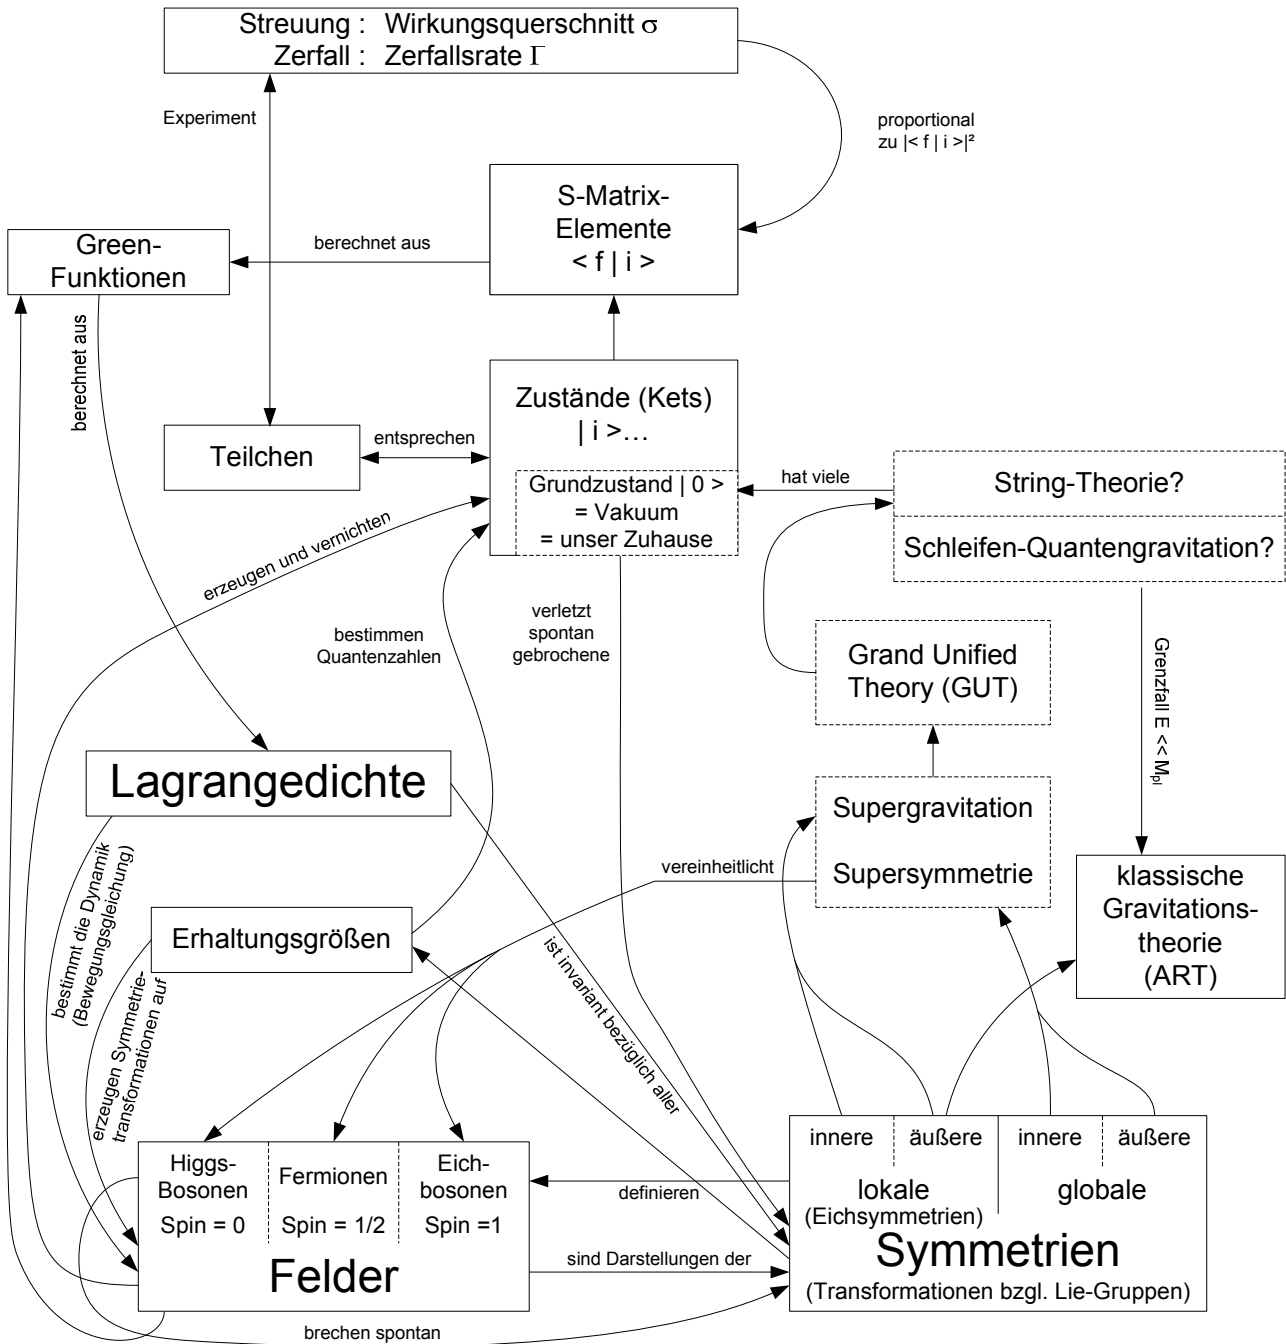 Streuung : Wirkungsquerschnitt σ
Zerfall : Zerfallsrate Γ
Experiment
proportional
zu |< f | i >|²
S-Matrix-
Elemente
< f | i >
berechnet aus
Green-
Funktionen
berechnet aus
Zustände (Kets)
| i >...
Grundzustand | 0 >
= Vakuum
= unser Zuhause
entsprechen
Teilchen
hat viele
String-Theorie?
Schleifen-Quantengravitation?
erzeugen und vernichten
bestimmen
Quantenzahlen
verletzt
spontan
gebrochene
Grand Unified
Theory (GUT)
Grenzfall E << Mpl
Lagrangedichte
Supergravitation
Supersymmetrie
vereinheitlicht
klassische
Gravitations-
theorie
(ART)
Erhaltungsgrößen
bestimmt die Dynamik
(Bewegungsgleichung)
erzeugen Symmetrie-
transformationen auf
ist invariant bezüglich aller
Higgs-
Bosonen
Spin = 0
Fermionen
Spin = 1/2
Eich-
bosonen
Spin =1
Felder
definieren
sind Darstellungen der
brechen spontan
innere äußere innere äußere
lokale globale
(Eichsymmetrien)
Symmetrien
(Transformationen bzgl. Lie-Gruppen)